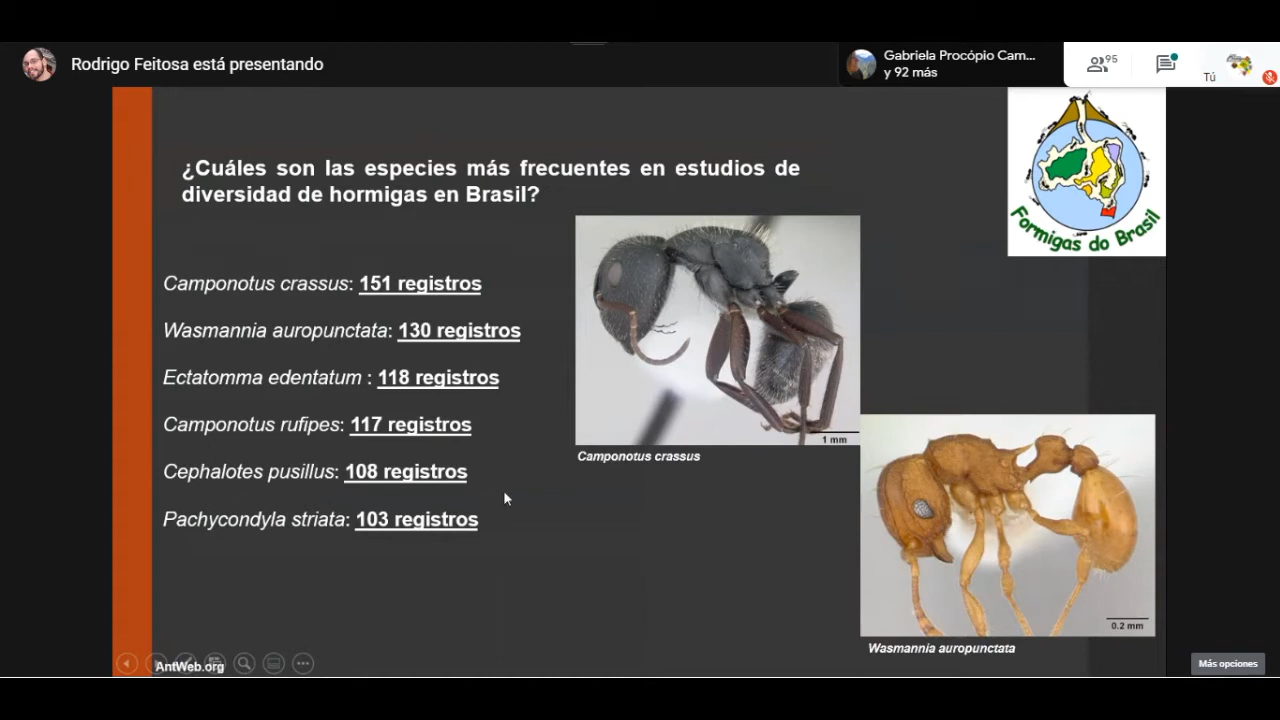 Rodrigo Feitosa está presentando
Gabriela Procópio Cam...
y 92 más
95
Tú
¿Cuáles son las especies más frecuentes en estudios de
diversidad de hormigas en Brasil?
Formigas do Brasil
Camponotus crassus: 151 registros
Wasmannia auropunctata: 130 registros
Ectatomma edentatum : 118 registros
Camponotus rufipes: 117 registros
Cephalotes pusillus: 108 registros
Pachycondyla striata: 103 registros
1 mm
Camponotus crassus
0.2 mm
Wasmannia auropunctata
AntWeb.org
Más opciones